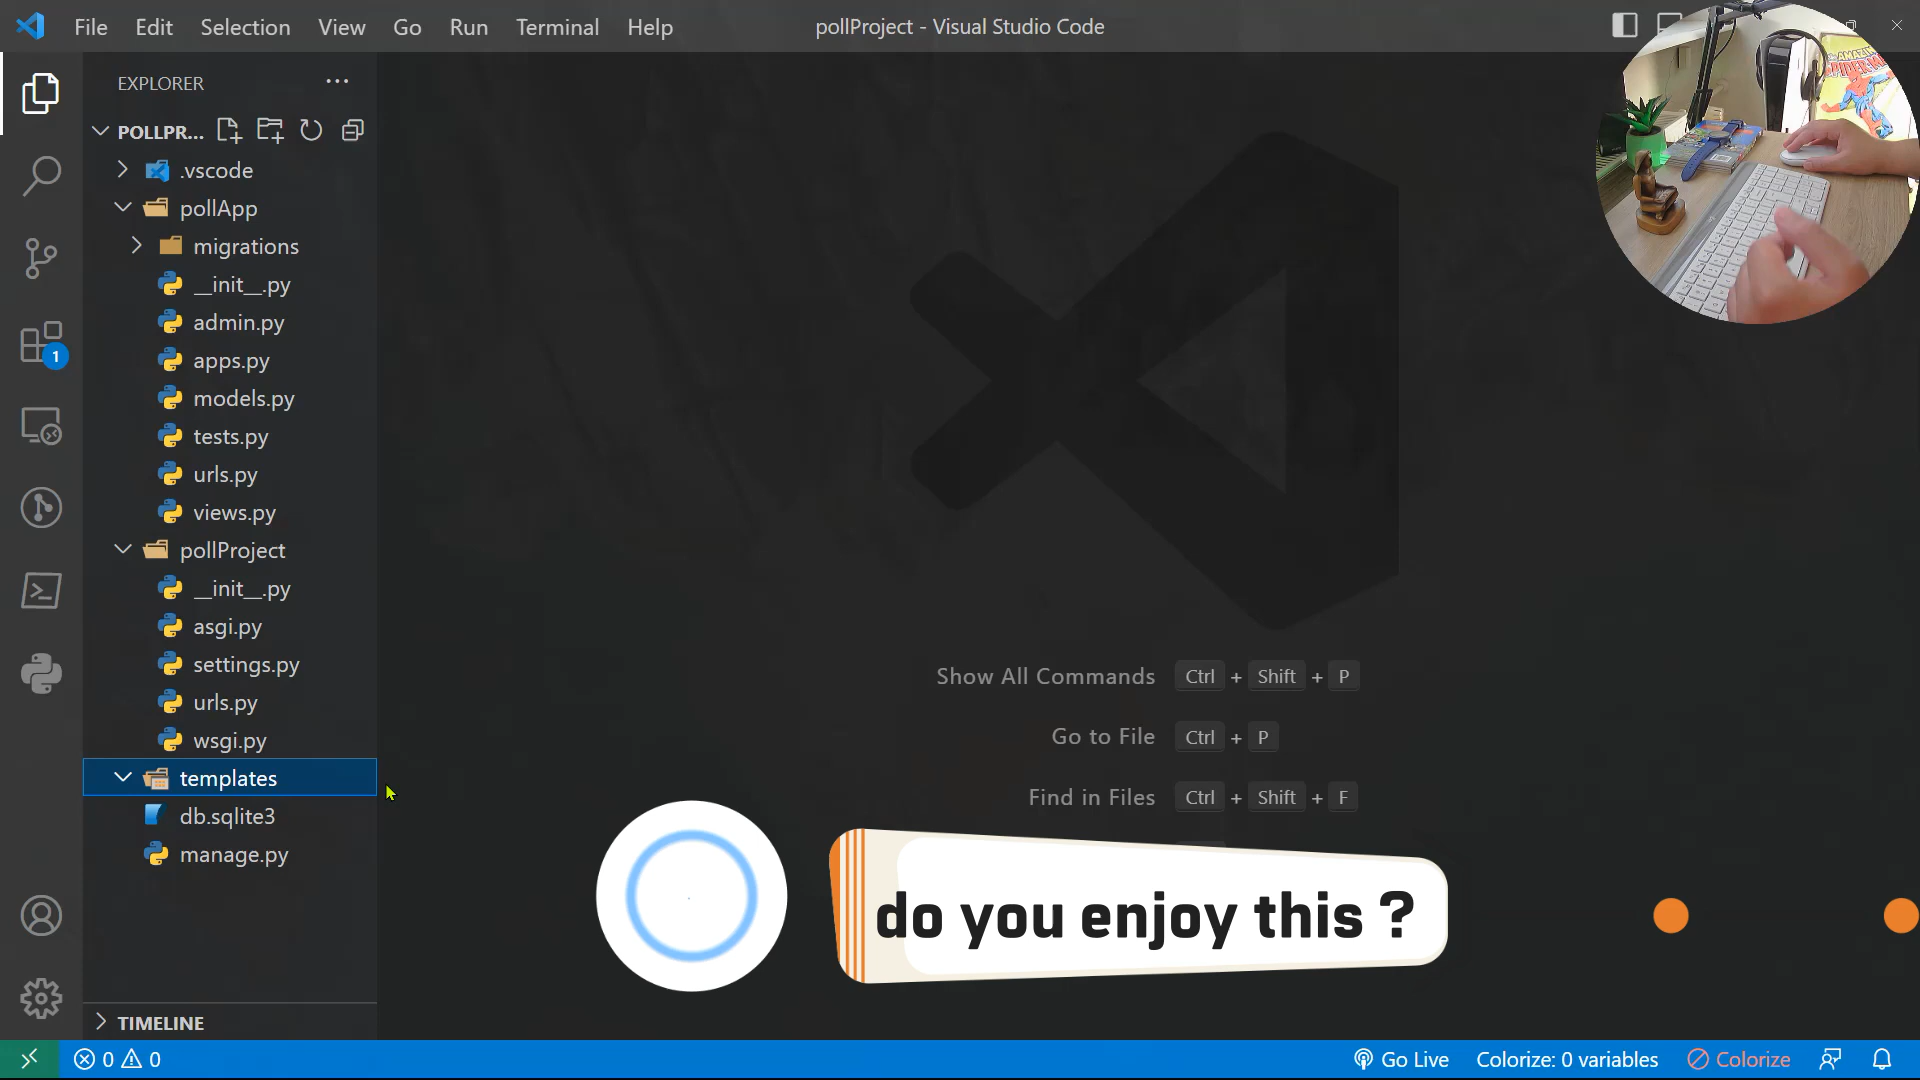 File Edit Selection View Go Run Terminal Help
pollProject - Visual Studio Code
EXPLORER
POLLPR...
.vscode
pollApp
migrations
__init__.py
admin.py
apps.py
models.py
tests.py
urls.py
views.py
pollProject
__init__.py
asgi.py
settings.py
urls.py
wsgi.py
templates
db.sqlite3
manage.py
TIMELINE
1
AMAZING
SPIDER-MAN
Show All Commands Ctrl + Shift + P
Go to File Ctrl + P
Find in Files Ctrl + Shift + F
do you enjoy this ?
0 0
Go Live
Colorize: 0 variables
Colorize